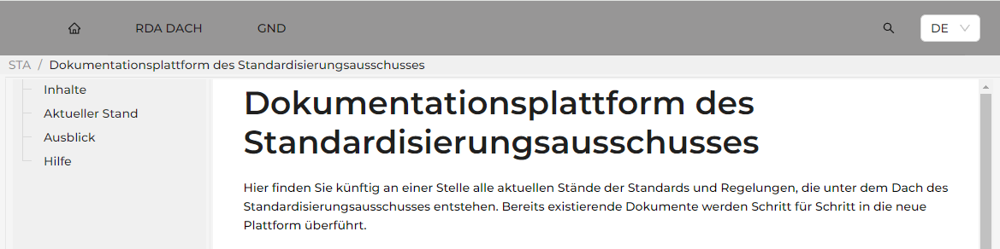 RDA DACH GND DE
STA / Dokumentationsplattform des Standardisierungsausschusses
Inhalte
Aktueller Stand
Ausblick
Hilfe
Dokumentationsplattform des
Standardisierungsausschusses
Hier finden Sie künftig an einer Stelle alle aktuellen Stände der Standards und Regelungen, die unter dem Dach des
Standardisierungsausschusses entstehen. Bereits existierende Dokumente werden Schritt für Schritt in die neue
Plattform überführt.